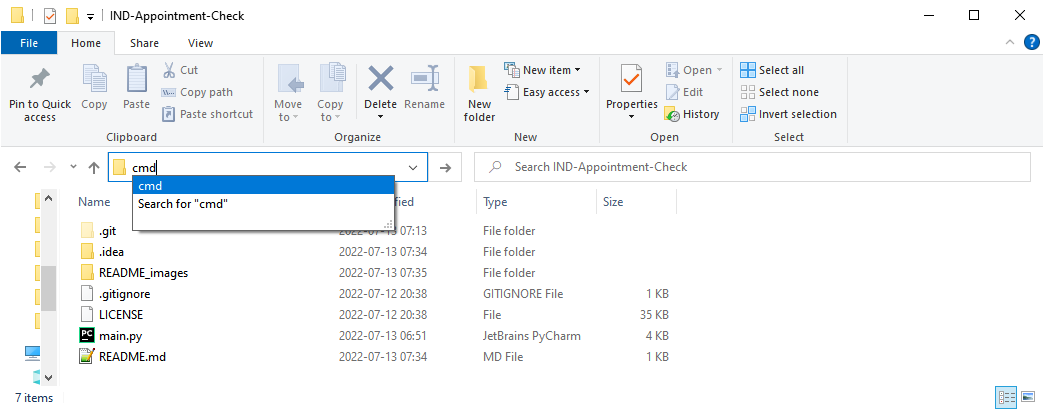 IND-Appointment-Check
File Home Share View
Pin to Quick access
Copy
Paste
Cut
Copy path
Paste shortcut
Clipboard
Move to
Copy to
Delete
Rename
Organize
New folder
New item
Easy access
New
Properties
Open
Edit
History
Open
Select all
Select none
Invert selection
Select
cmd
Search IND-Appointment-Check
cmd
Search for "cmd"
Name ified Type Size
.git 2022-07-13 07:13 File folder
.idea 2022-07-13 07:34 File folder
README_images 2022-07-13 07:35 File folder
.gitignore 2022-07-12 20:38 GITIGNORE File 1 KB
LICENSE 2022-07-12 20:38 File 35 KB
main.py 2022-07-13 06:51 JetBrains PyCharm 4 KB
README.md 2022-07-13 07:34 MD File 1 KB
7 items